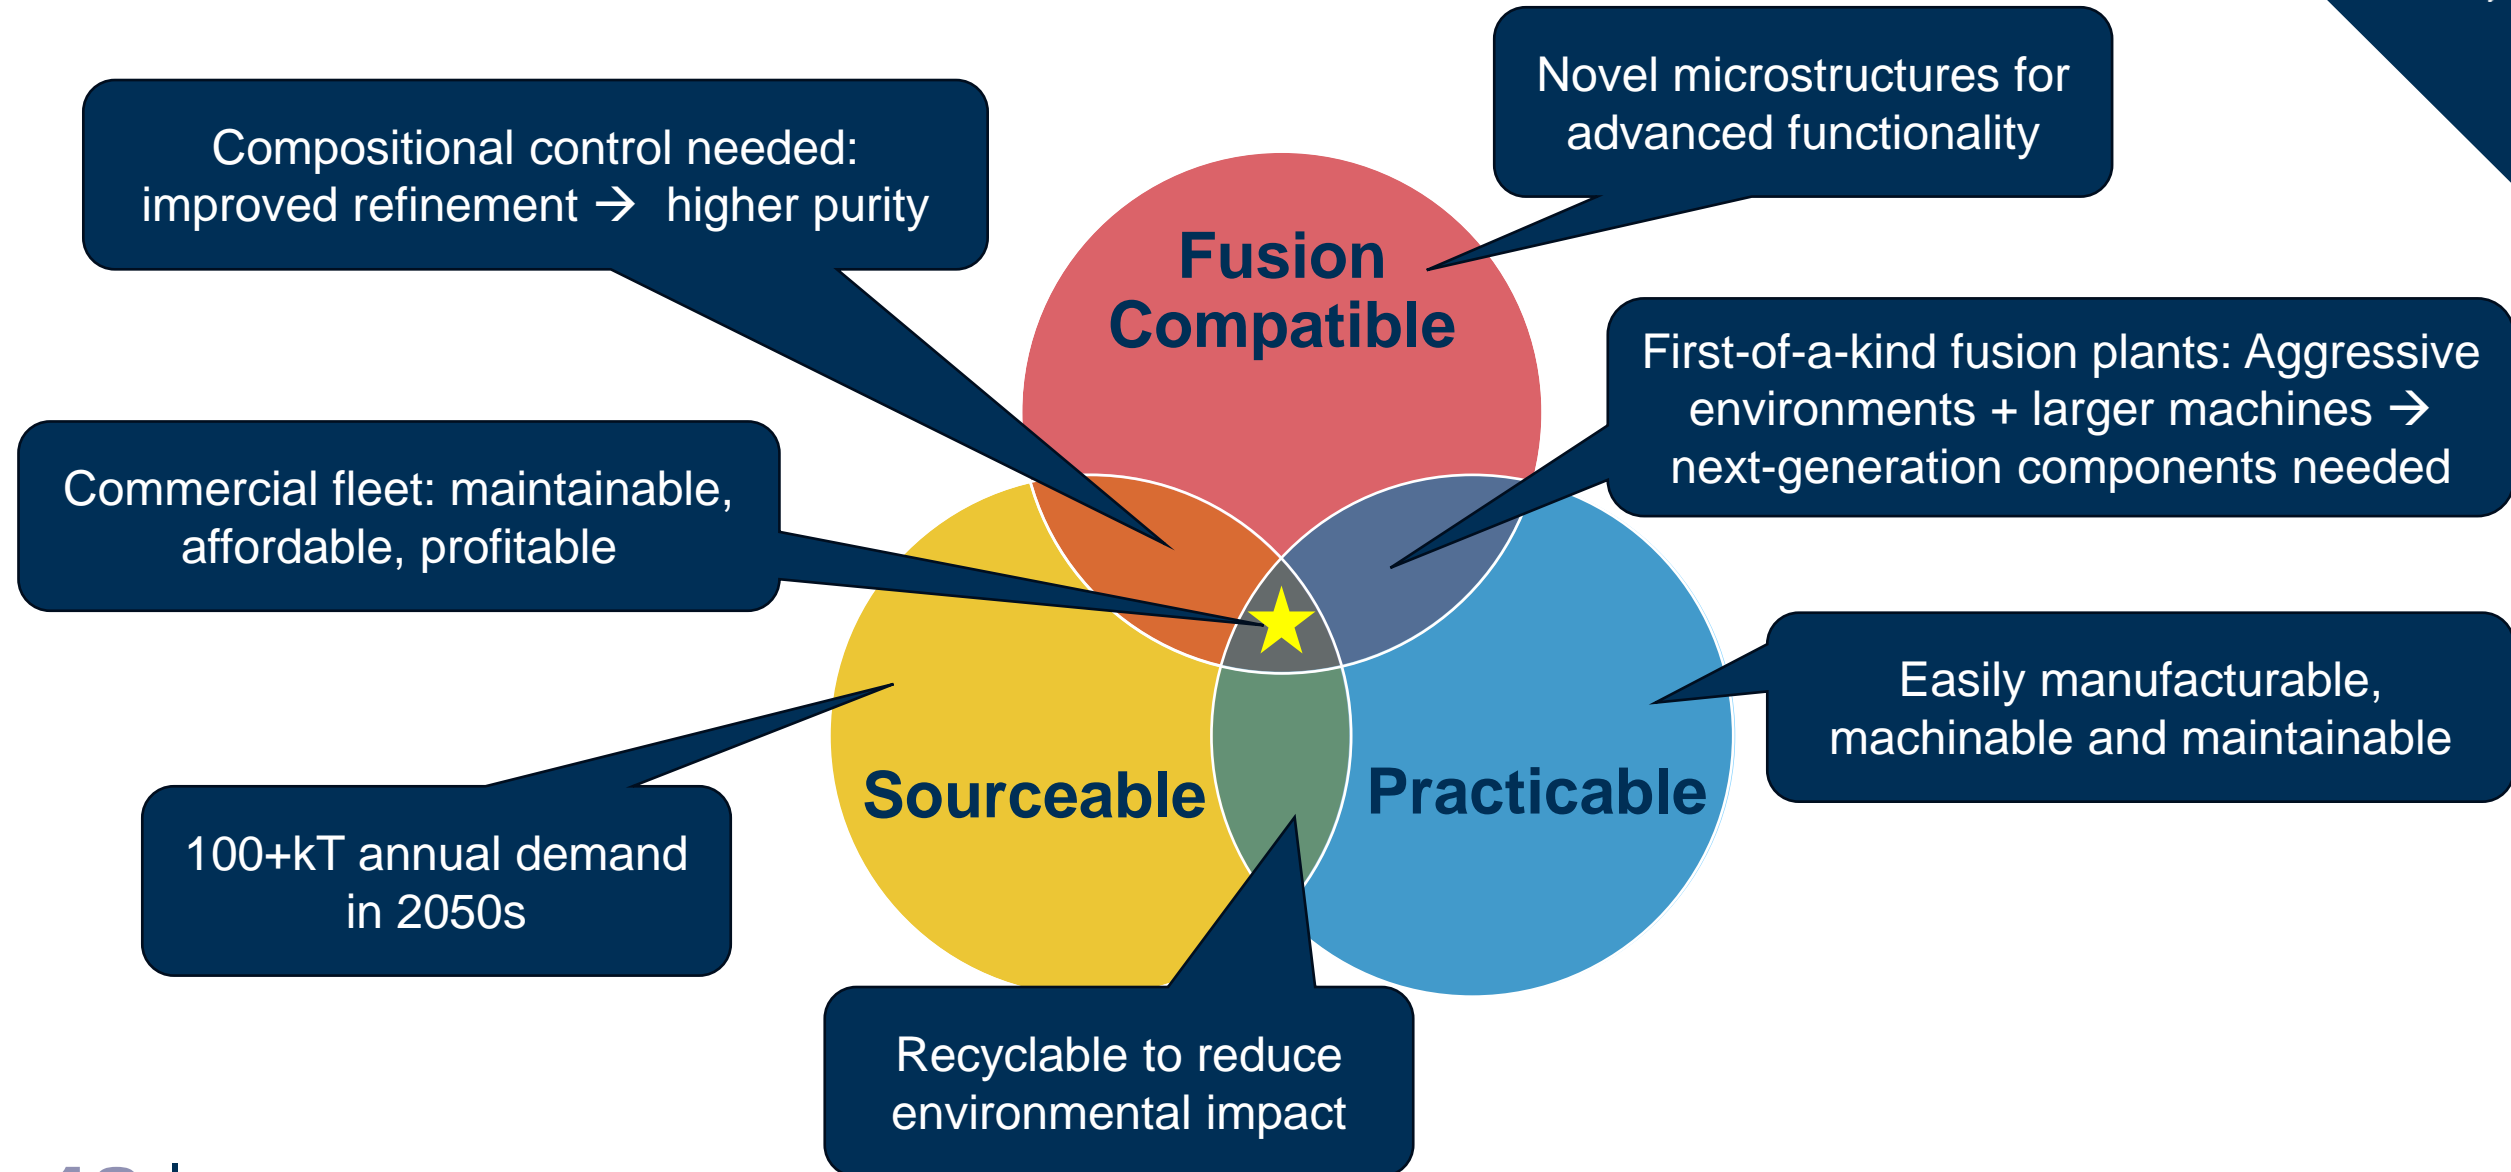 Novel microstructures for
advanced functionality
Compositional control needed:
improved refinement → higher purity
Fusion
Compatible
First-of-a-kind fusion plants: Aggressive
environments + larger machines →
next-generation components needed
Commercial fleet: maintainable,
affordable, profitable
Easily manufacturable,
machinable and maintainable
Sourceable
Practicable
100+kT annual demand
in 2050s
Recyclable to reduce
environmental impact